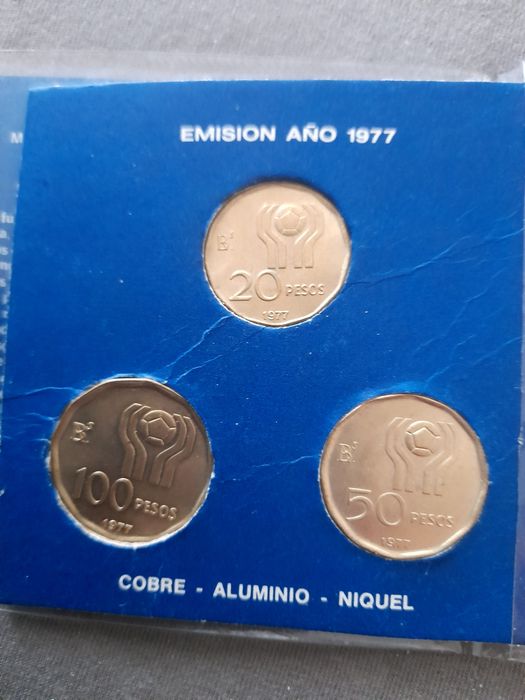 EMISION AÑO 1977
20 PESOS
1977
100 PESOS
1977
50 PESOS
1977
COBRE - ALUMINIO - NIQUEL